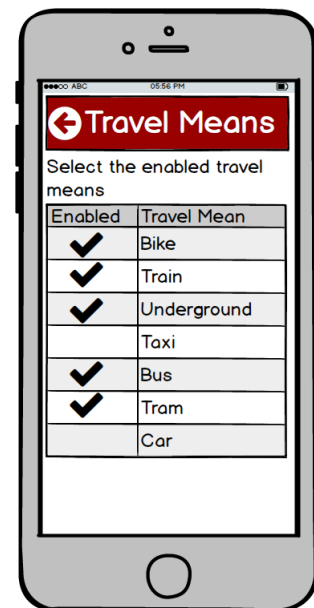 ABC 05:56 PM
Travel Means
Select the enabled travel
means
Enabled Travel Mean
Bike
Train
Underground
Taxi
Bus
Tram
Car